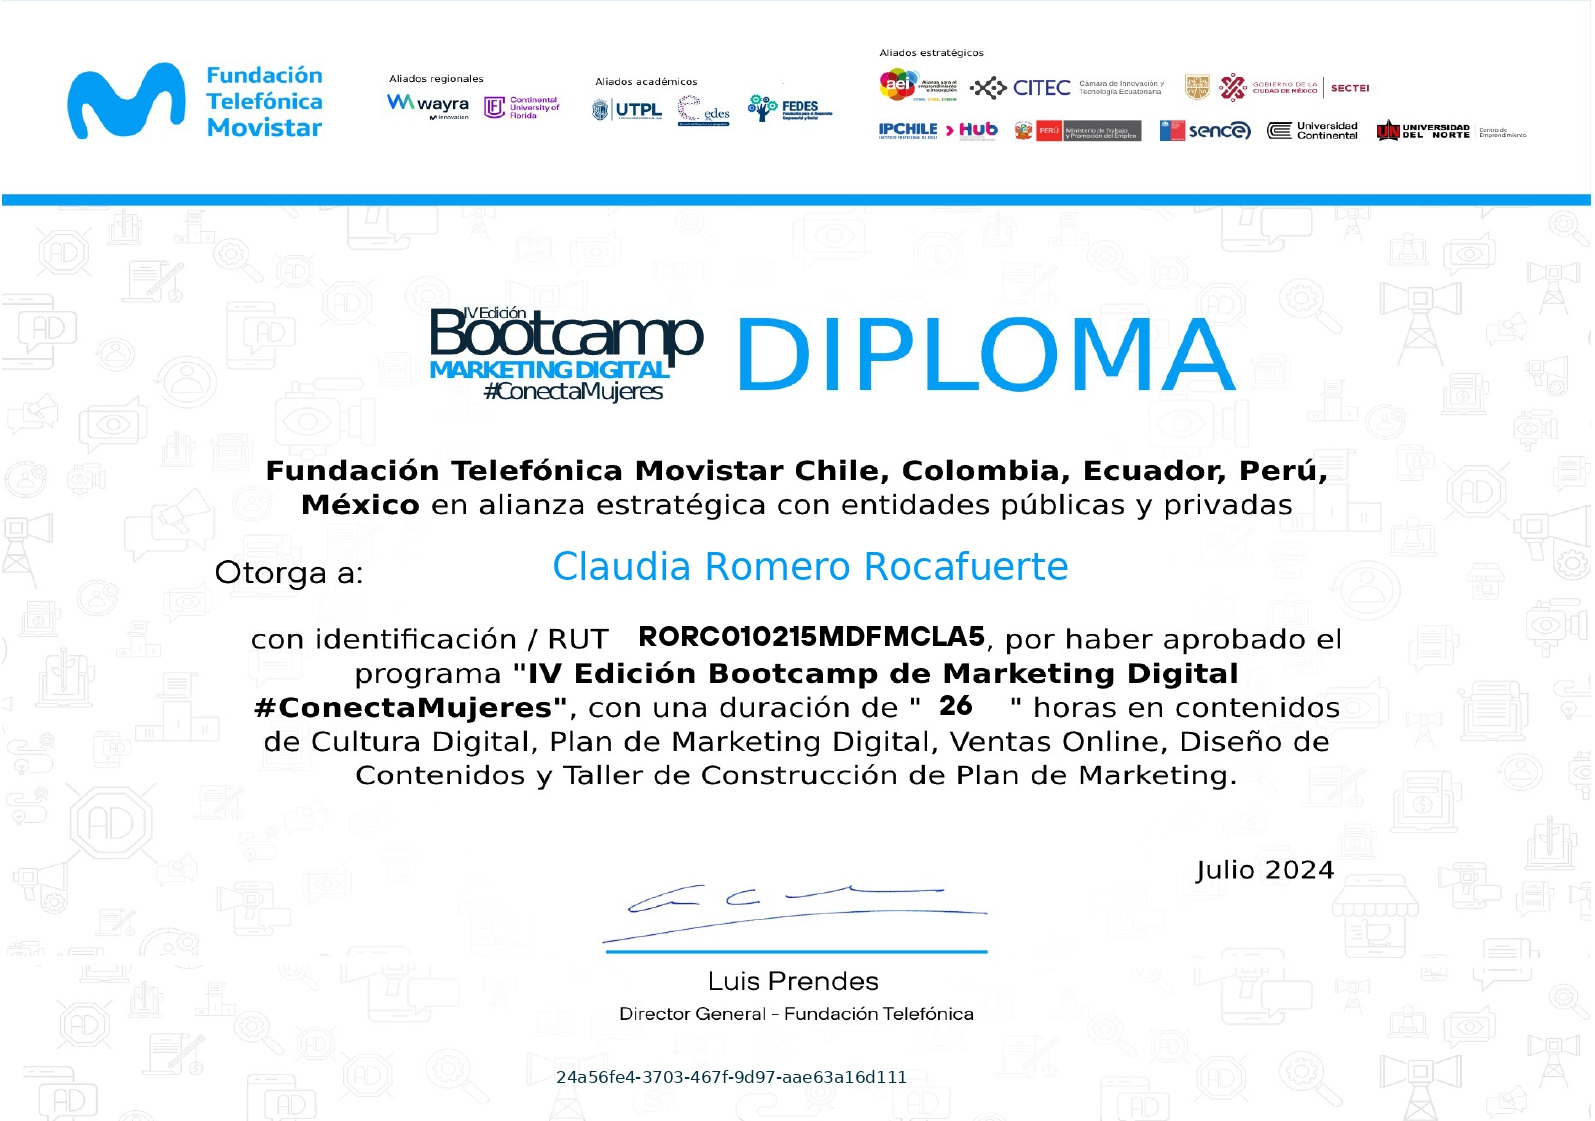 Fundación
Telefónica
Movistar
Aliados regionales
wayra
innovation
Continental
University of
Florida
Aliados académicos
UTPL
gdes
FEDES
Aliados estratégicos
aei
CITEC
Cámara de Innovación y
Tecnología Ecuatoriana
GOBIERNO DE LA
CIUDAD DE MÉXICO
SECTEI
IPCHILE
Hub
PERÚ
Ministerio de Trabajo
y Promoción del Empleo
sence
Universidad
Continental
UN
UNIVERSIDAD
DEL NORTE
Centro de
Emprendimiento
IV Edición
Bootcamp
MARKETING DIGITAL
#ConectaMujeres
DIPLOMA
Fundación Telefónica Movistar Chile, Colombia, Ecuador, Perú,
México en alianza estratégica con entidades públicas y privadas
Otorga a: Claudia Romero Rocafuerte
con identificación / RUT RORC010215MDFMCLA5, por haber aprobado el
programa "IV Edición Bootcamp de Marketing Digital
#ConectaMujeres", con una duración de " 26 " horas en contenidos
de Cultura Digital, Plan de Marketing Digital, Ventas Online, Diseño de
Contenidos y Taller de Construcción de Plan de Marketing.
Julio 2024
Luis Prendes
Director General - Fundación Telefónica
24a56fe4-3703-467f-9d97-aae63a16d111